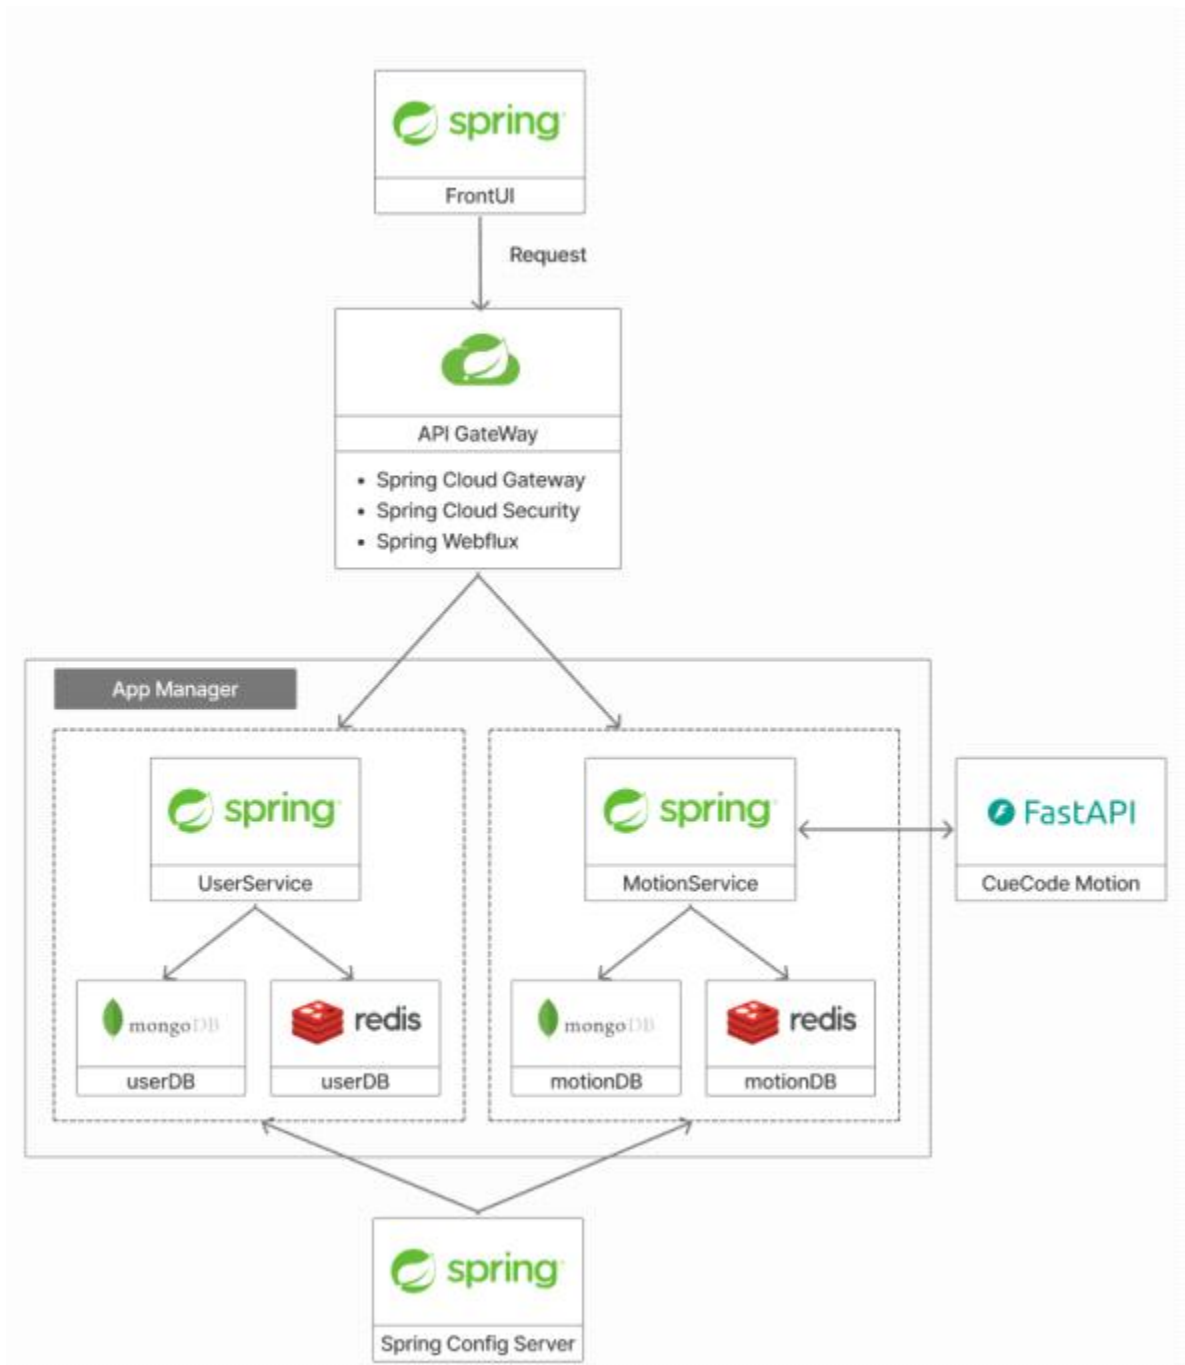 spring
FrontUI
Request
API GateWay
• Spring Cloud Gateway
• Spring Cloud Security
• Spring Webflux
App Manager
spring
UserService
spring
MotionService
FastAPI
CueCode Motion
mongoDB
userDB
redis
userDB
mongoDB
motionDB
redis
motionDB
spring
Spring Config Server